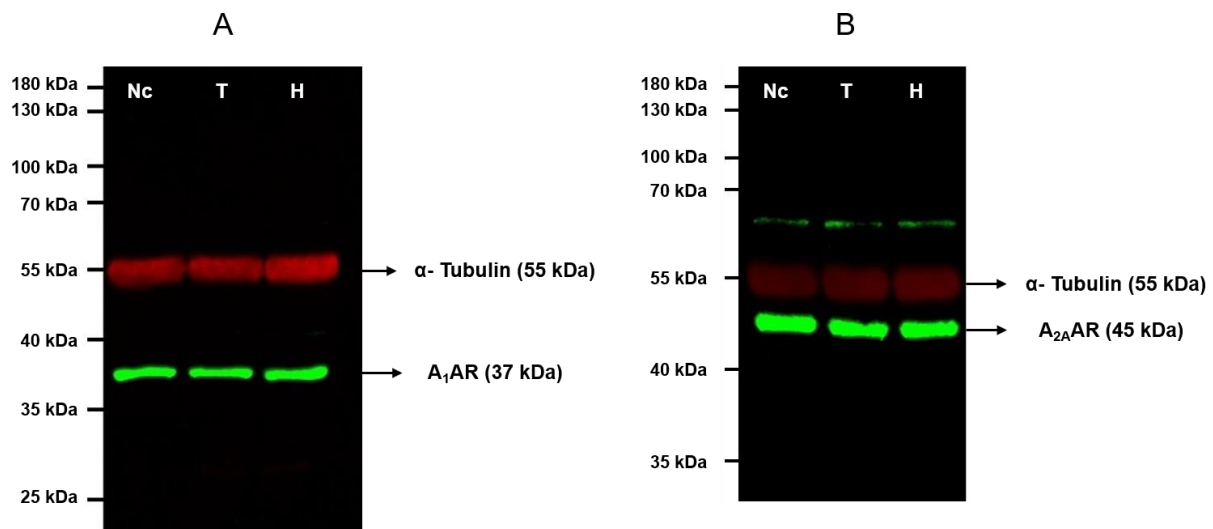 A
180 kDa
130 kDa
100 kDa
70 kDa
55 kDa
40 kDa
35 kDa
25 kDa
Nc T H
α- Tubulin (55 kDa)
A₁AR (37 kDa)
B
180 kDa
130 kDa
100 kDa
70 kDa
55 kDa
40 kDa
35 kDa
Nc T H
α- Tubulin (55 kDa)
A₂ₐAR (45 kDa)